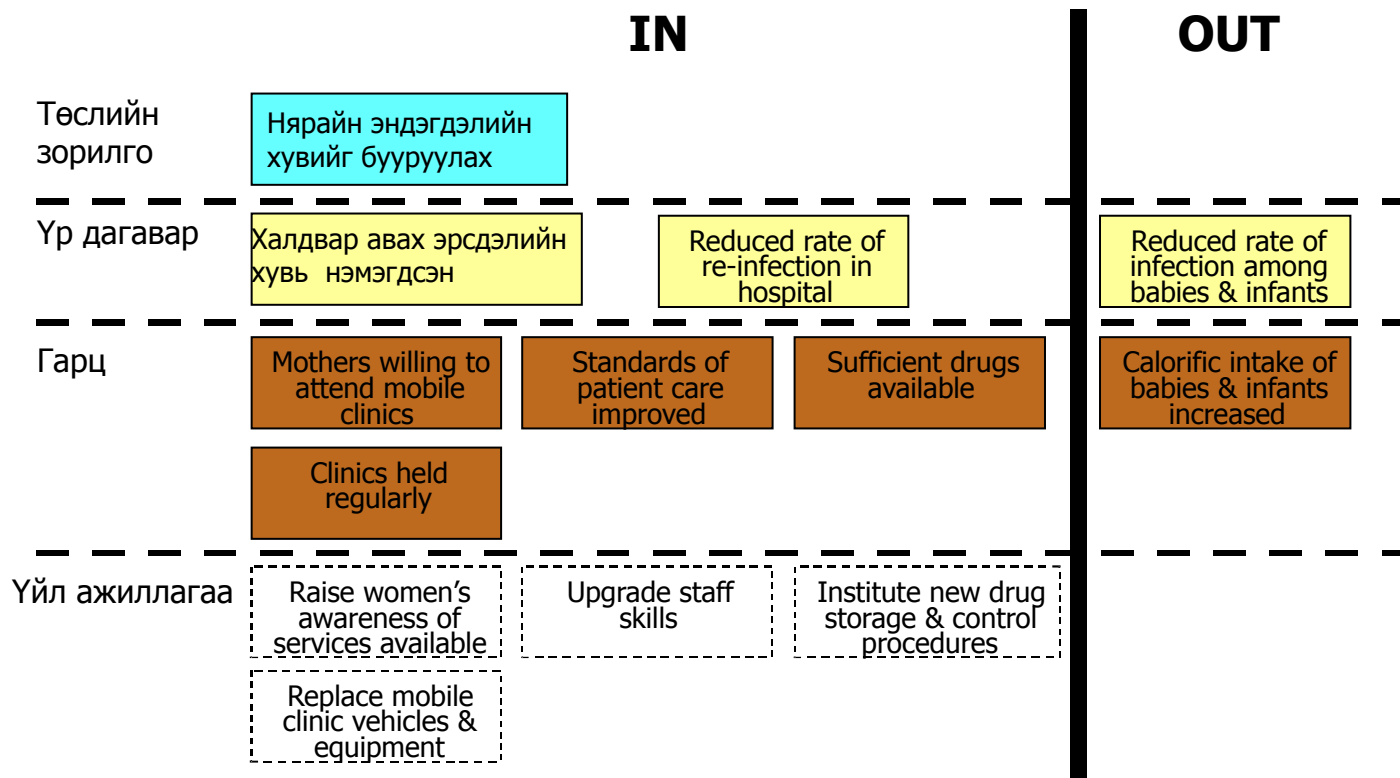 IN
OUT
Төслийн
зорилго
Нярайн эндэгдэлийн
хувийг бууруулах
Үр дагавар
Халдвар авах эрсдэлийн
хувь нэмэгдсэн
Reduced rate of
re-infection in
hospital
Reduced rate of
infection among
babies & infants
Гарц
Mothers willing to
attend mobile
clinics
Standards of
patient care
improved
Sufficient drugs
available
Calorific intake of
babies & infants
increased
Clinics held
regularly
Үйл ажиллагаа
Raise women’s
awareness of
services available
Upgrade staff
skills
Institute new drug
storage & control
procedures
Replace mobile
clinic vehicles &
equipment